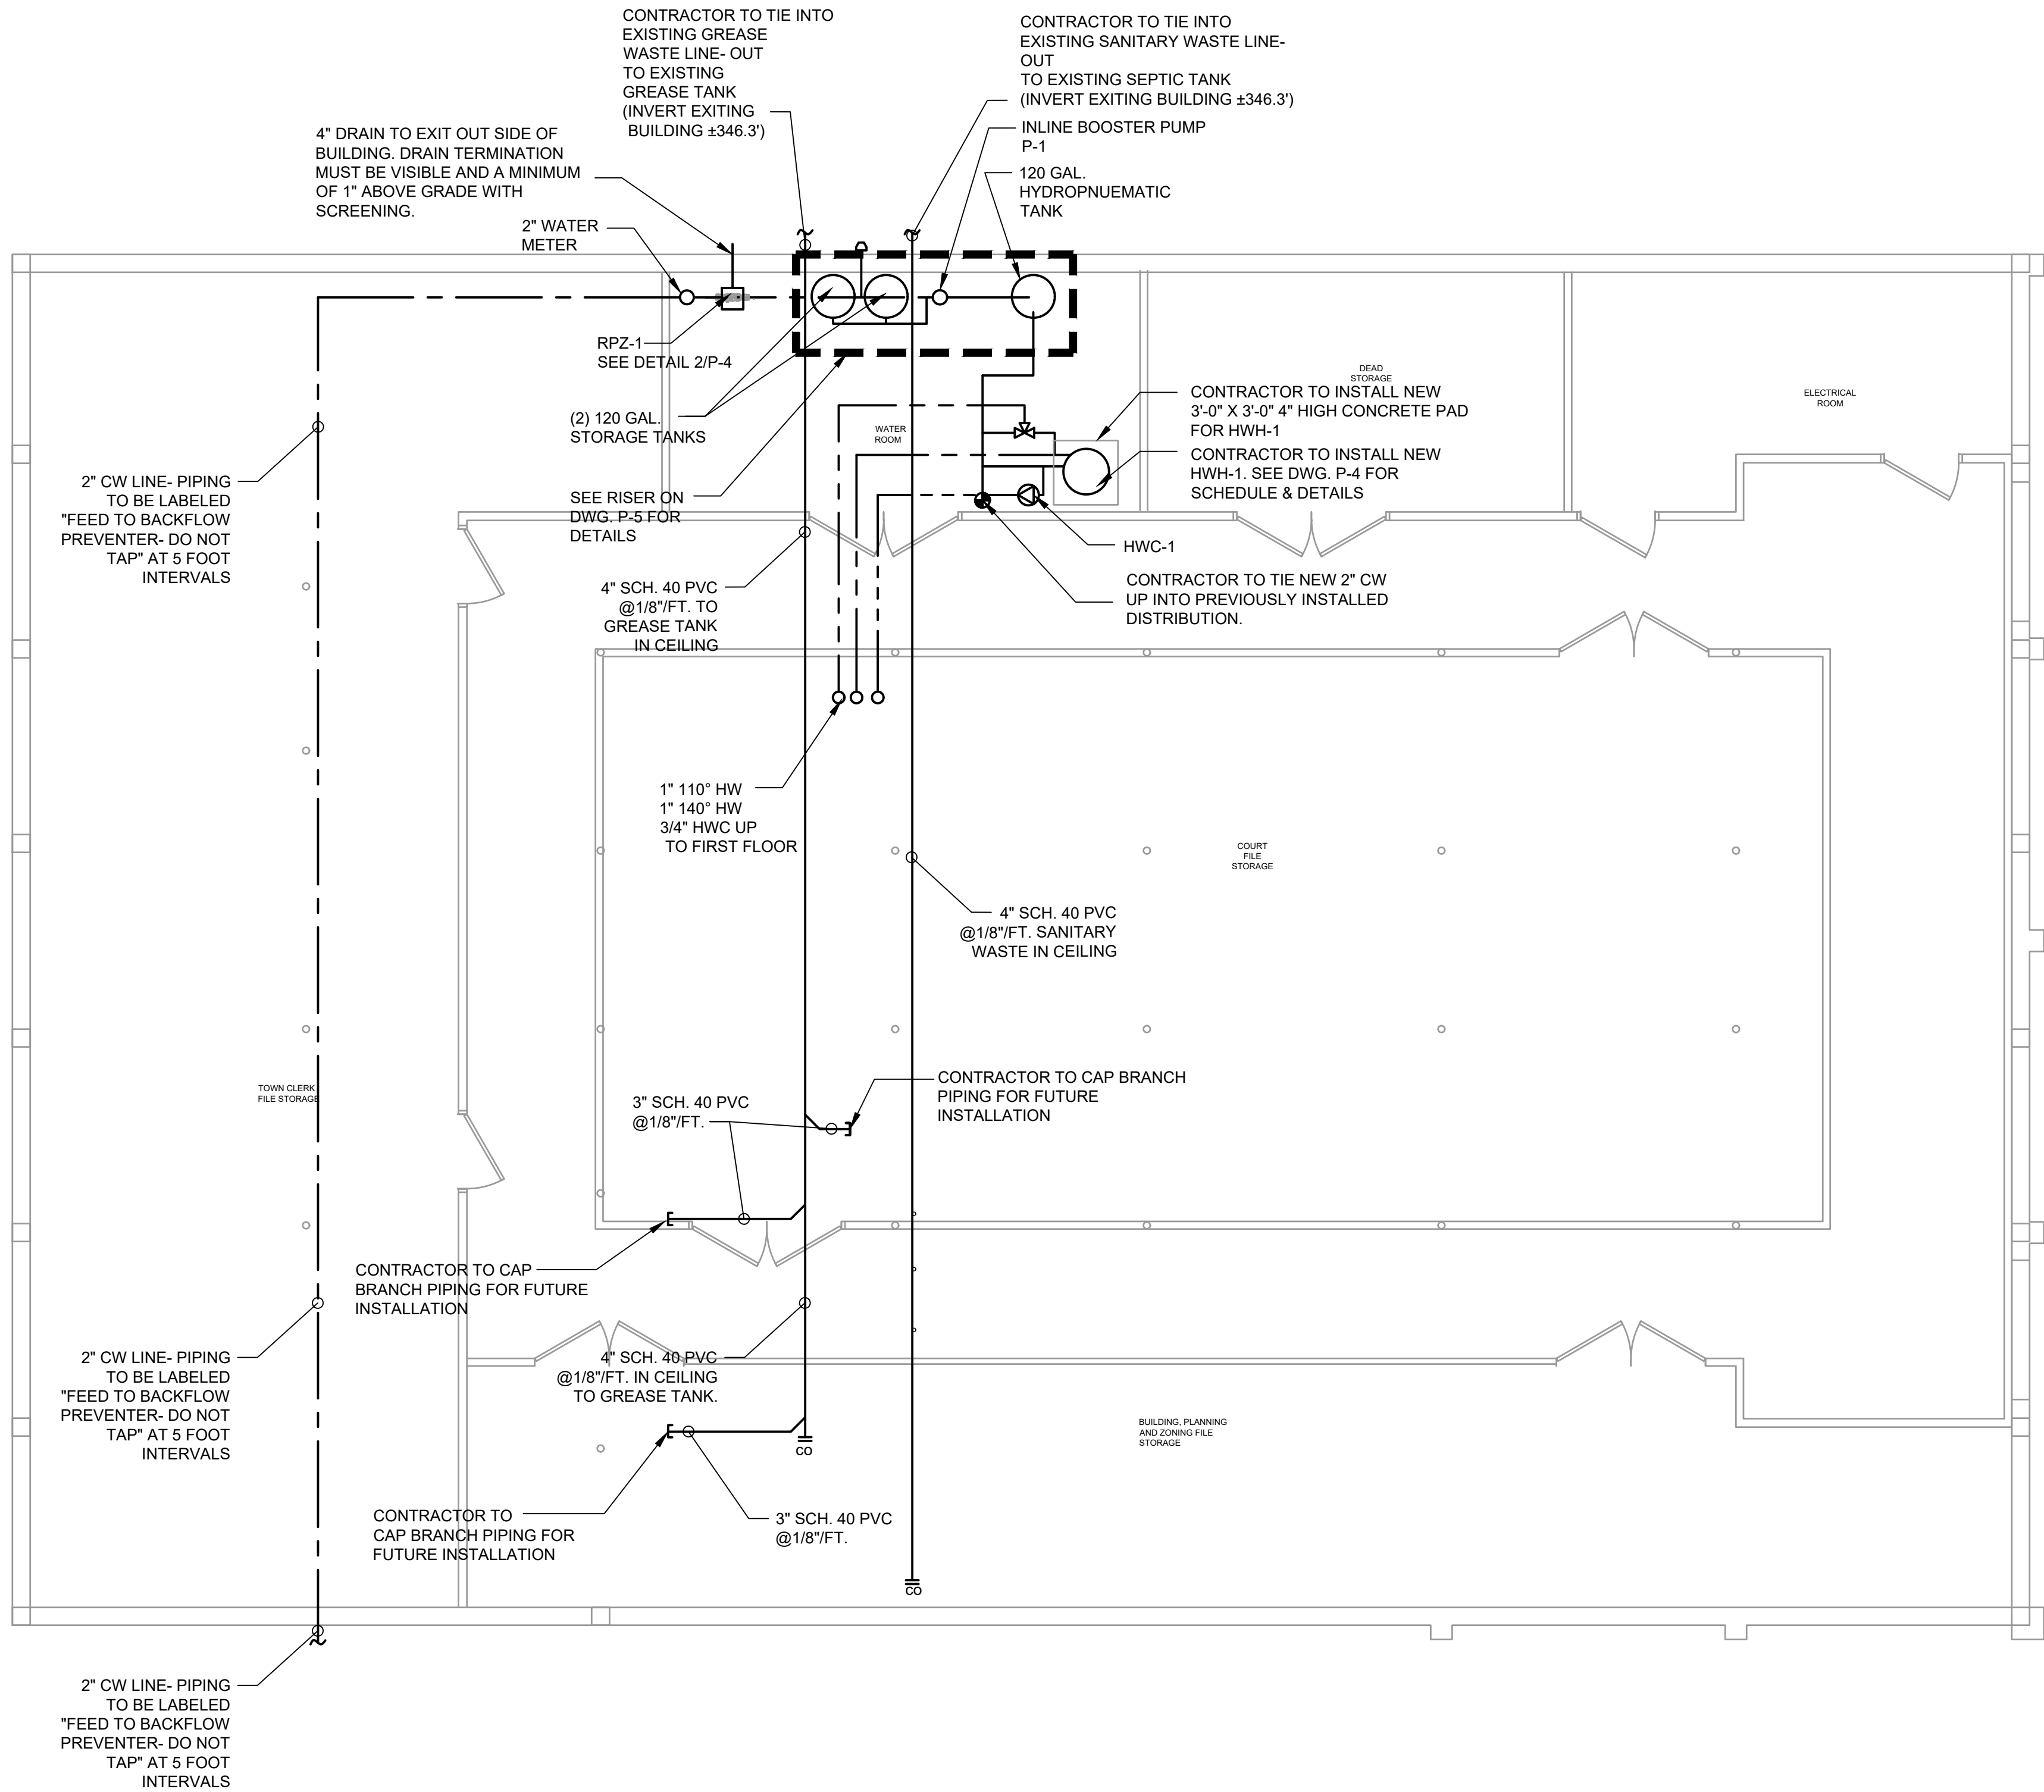 CONTRACTOR TO TIE INTO
EXISTING GREASE
WASTE LINE- OUT
TO EXISTING
GREASE TANK
(INVERT EXITING
BUILDING ±346.3')
CONTRACTOR TO TIE INTO
EXISTING SANITARY WASTE LINE-
OUT
TO EXISTING SEPTIC TANK
(INVERT EXITING BUILDING ±346.3')
INLINE BOOSTER PUMP
P-1
120 GAL.
HYDROPNUEMATIC
TANK
4" DRAIN TO EXIT OUT SIDE OF
BUILDING. DRAIN TERMINATION
MUST BE VISIBLE AND A MINIMUM
OF 1" ABOVE GRADE WITH
SCREENING.
2" WATER
METER
RPZ-1
SEE DETAIL 2/P-4
(2) 120 GAL.
STORAGE TANKS
SEE RISER ON
DWG. P-5 FOR
DETAILS
WATER
ROOM
DEAD
STORAGE
ELECTRICAL
ROOM
CONTRACTOR TO INSTALL NEW
3'-0" X 3'-0" 4" HIGH CONCRETE PAD
FOR HWH-1
CONTRACTOR TO INSTALL NEW
HWH-1. SEE DWG. P-4 FOR
SCHEDULE & DETAILS
HWC-1
CONTRACTOR TO TIE NEW 2" CW
UP INTO PREVIOUSLY INSTALLED
DISTRIBUTION.
2" CW LINE- PIPING
TO BE LABELED
"FEED TO BACKFLOW
PREVENTER- DO NOT
TAP" AT 5 FOOT
INTERVALS
4" SCH. 40 PVC
@1/8"/FT. TO
GREASE TANK
IN CEILING
1" 110° HW
1" 140° HW
3/4" HWC UP
TO FIRST FLOOR
COURT
FILE
STORAGE
4" SCH. 40 PVC
@1/8"/FT. SANITARY
WASTE IN CEILING
TOWN CLERK
FILE STORAGE
3" SCH. 40 PVC
@1/8"/FT.
CONTRACTOR TO CAP BRANCH
PIPING FOR FUTURE
INSTALLATION
CONTRACTOR TO CAP
BRANCH PIPING FOR FUTURE
INSTALLATION
2" CW LINE- PIPING
TO BE LABELED
"FEED TO BACKFLOW
PREVENTER- DO NOT
TAP" AT 5 FOOT
INTERVALS
4" SCH. 40 PVC
@1/8"/FT. IN CEILING
TO GREASE TANK.
CO
BUILDING, PLANNING
AND ZONING FILE
STORAGE
CONTRACTOR TO
CAP BRANCH PIPING FOR
FUTURE INSTALLATION
3" SCH. 40 PVC
@1/8"/FT.
CO
2" CW LINE- PIPING
TO BE LABELED
"FEED TO BACKFLOW
PREVENTER- DO NOT
TAP" AT 5 FOOT
INTERVALS